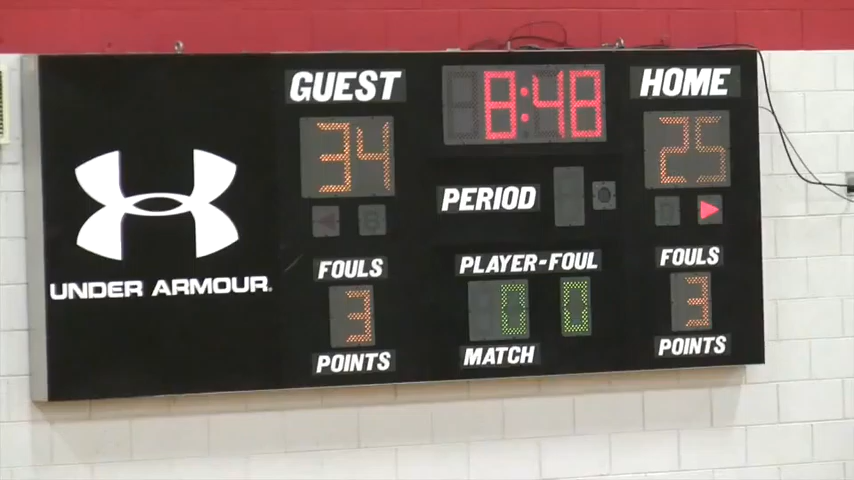 GUEST
8:48
HOME
34
25
PERIOD
UNDER ARMOUR.
FOULS
PLAYER-FOUL
FOULS
3
0
0
3
POINTS
MATCH
POINTS